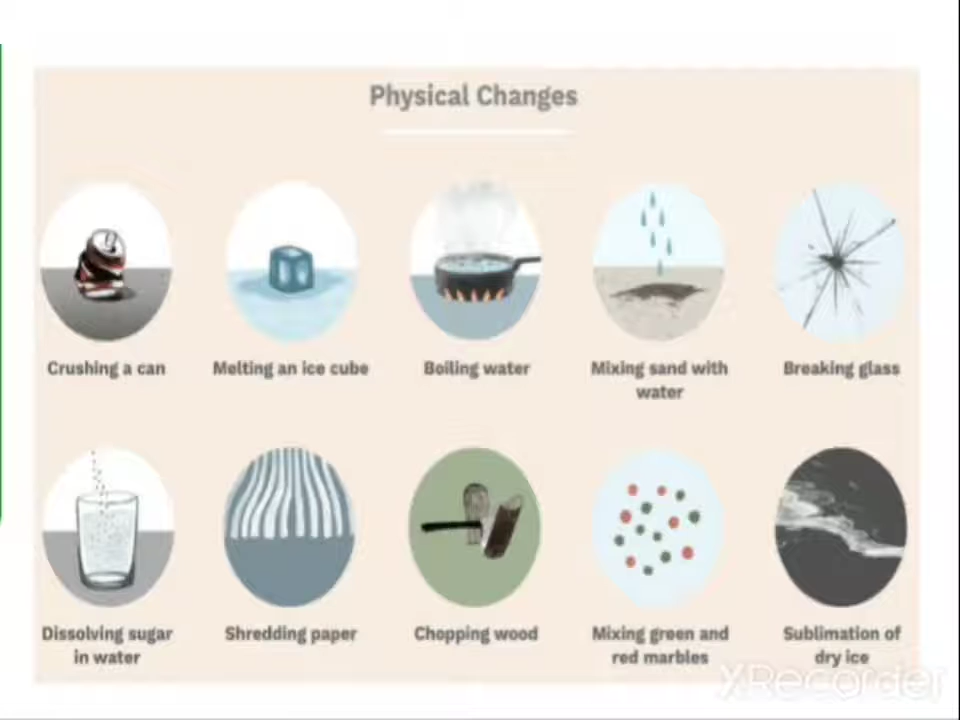 Physical Changes
Crushing a can
Melting an ice cube
Boiling water
Mixing sand with
water
Breaking glass
Dissolving sugar
in water
Shredding paper
Chopping wood
Mixing green and
red marbles
Sublimation of
dry ice
XRecorder